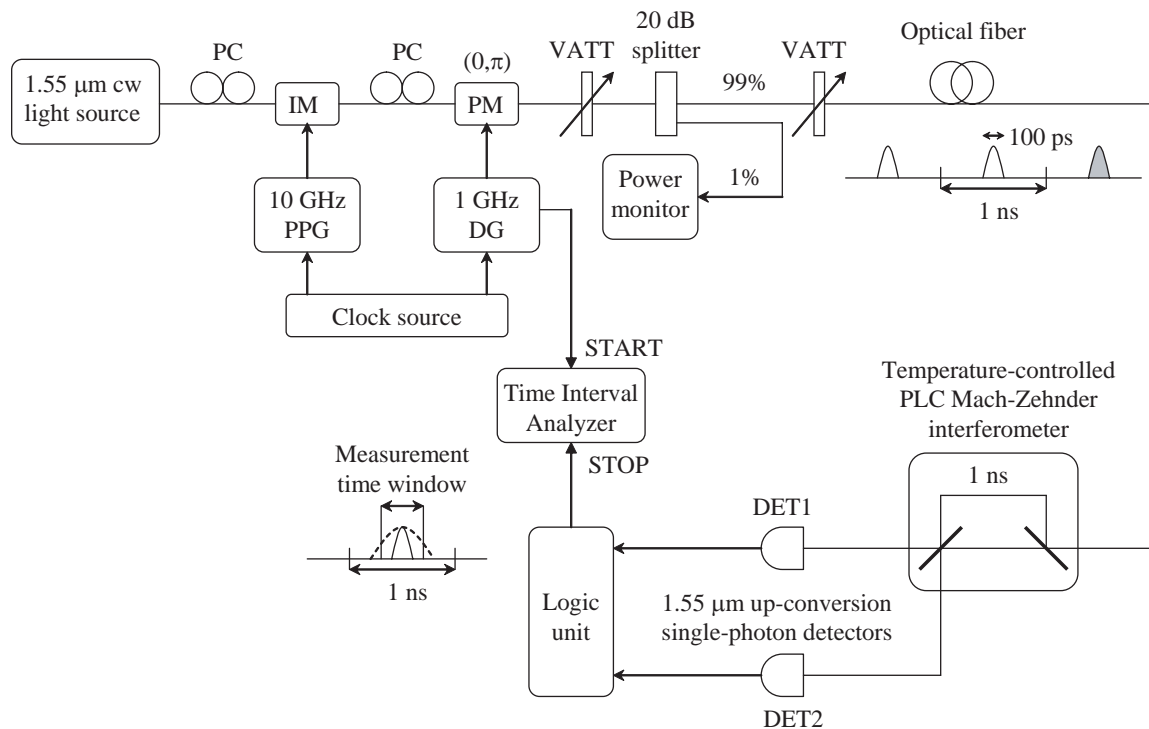 1.55 μm cw
light source
PC
IM
PC
(0,π)
PM
VATT
20 dB
splitter
99%
VATT
Optical fiber
100 ps
1 ns
10 GHz
PPG
1 GHz
DG
Power
monitor
1%
Clock source
START
Time Interval
Analyzer
STOP
Measurement
time window
1 ns
Logic
unit
DET1
1.55 μm up-conversion
single-photon detectors
DET2
Temperature-controlled
PLC Mach-Zehnder
interferometer
1 ns